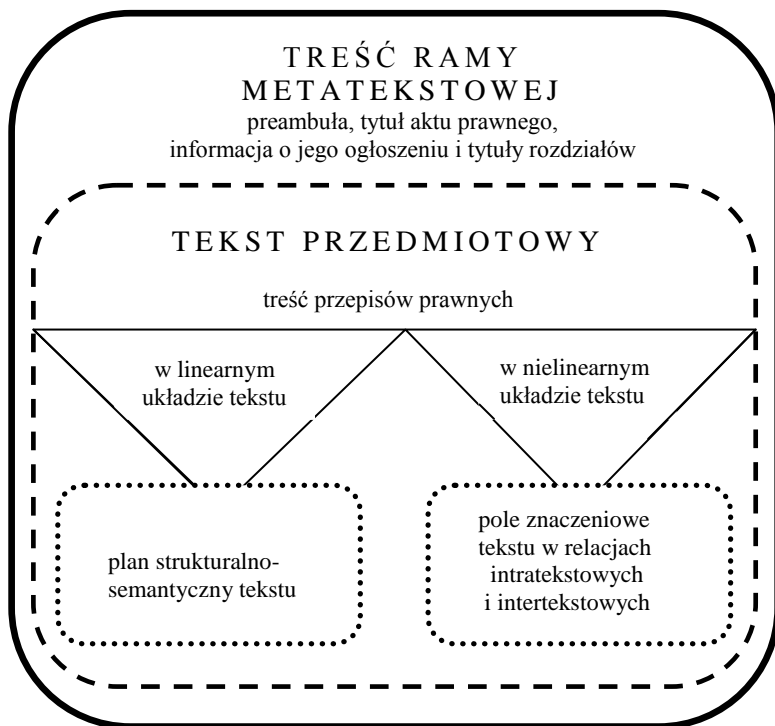 TREŚĆ RAMY
METATEKSTOWEJ
preambuła, tytuł aktu prawnego,
informacja o jego ogłoszeniu i tytuły rozdziałów
TEKST PRZEDMIOTOWY
treść przepisów prawnych
w linearnym
układzie tekstu
w nielinearnym
układzie tekstu
plan strukturalno-
semantyczny tekstu
pole znaczeniowe
tekstu w relacjach
intratekstowych
i intertekstowych